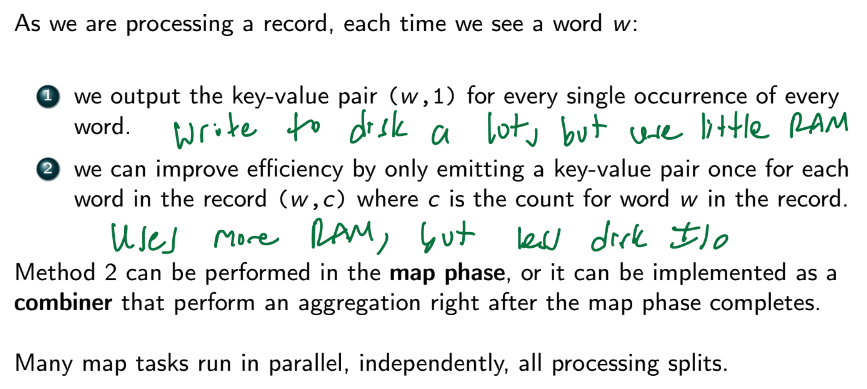 As we are processing a record, each time we see a word w:
1 we output the key-value pair (w,1) for every single occurrence of every
word. Write to disk a lot, but use little RAM
2 we can improve efficiency by only emitting a key-value pair once for each
word in the record (w,c) where c is the count for word w in the record.
Uses more RAM, but less disk I/o
Method 2 can be performed in the map phase, or it can be implemented as a
combiner that perform an aggregation right after the map phase completes.
Many map tasks run in parallel, independently, all processing splits.